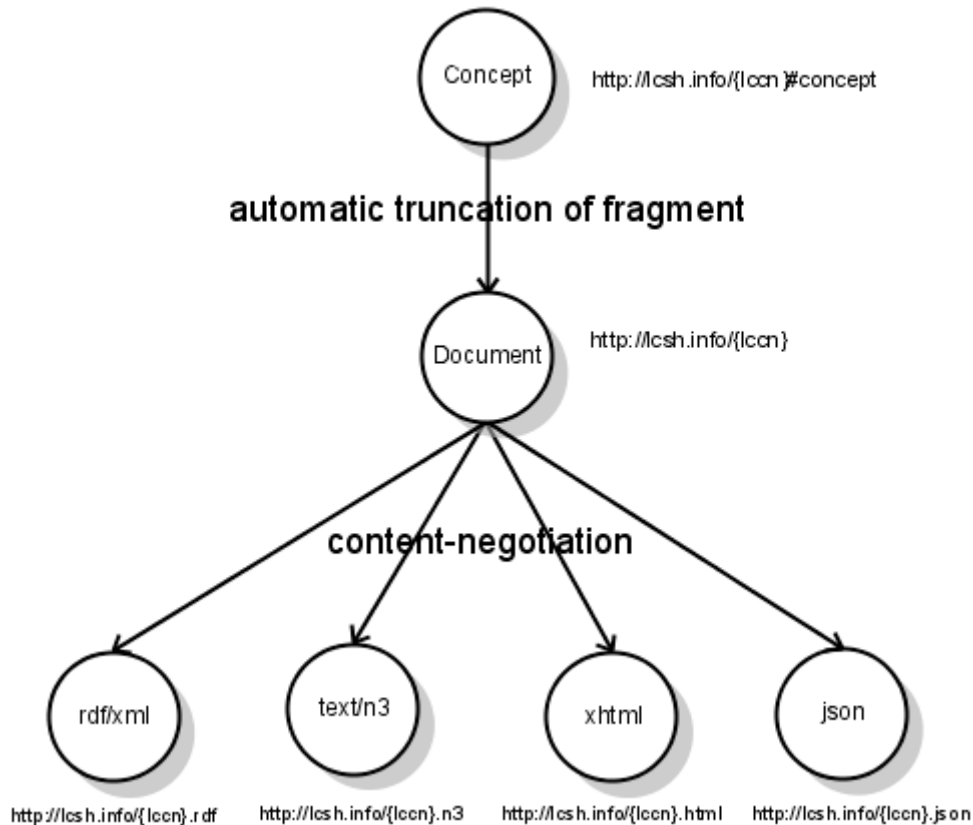 Concept
http://lcsh.info/{lccn}#concept
automatic truncation of fragment
Document
http://lcsh.info/{lccn}
content-negotiation
rdf/xml
text/n3
xhtml
json
http://lcsh.info/{lccn}.rdf
http://lcsh.info/{lccn}.n3
http://lcsh.info/{lccn}.html
http://lcsh.info/{lccn}.json